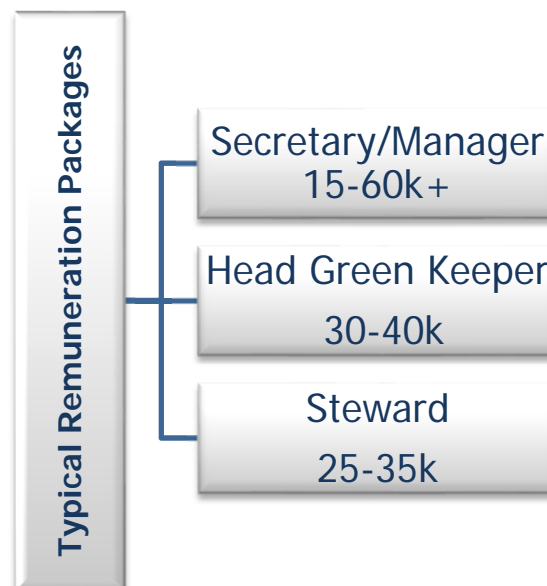 Typical Remuneration Packages
Secretary/Manager
15-60k+
Head Green Keeper
30-40k
Steward
25-35k